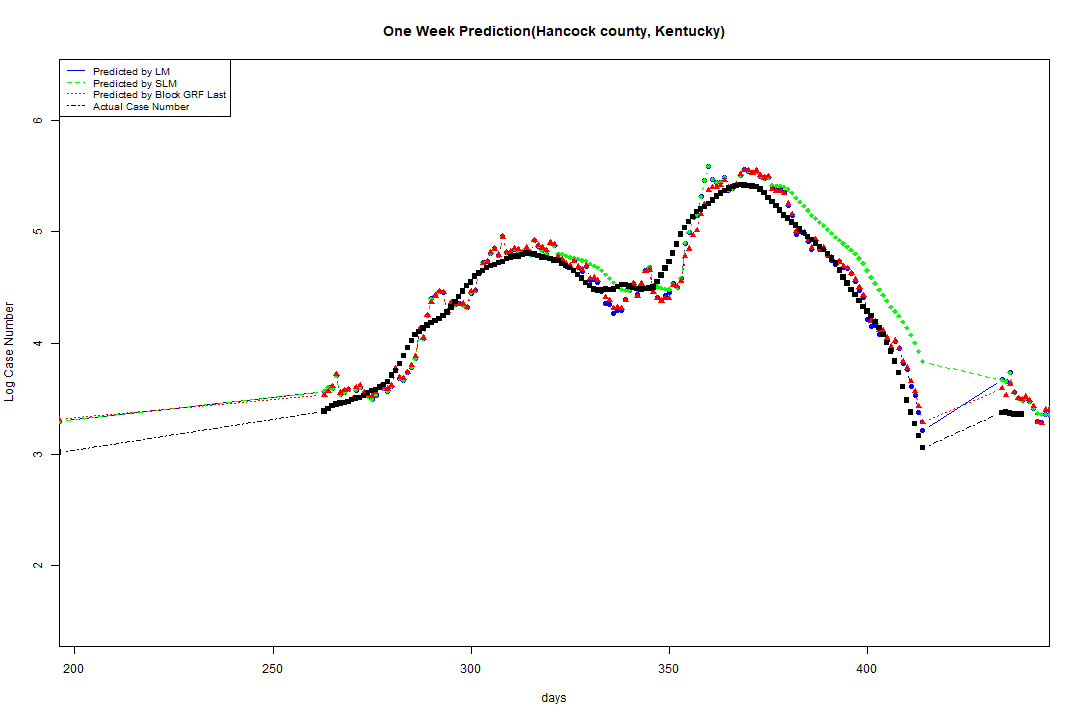 One Week Prediction(Hancock county, Kentucky)
Predicted by LM
Predicted by SLM
Predicted by Block GRF Last
Actual Case Number
6
5
4
3
2
Log Case Number
200 250 300 350 400
days